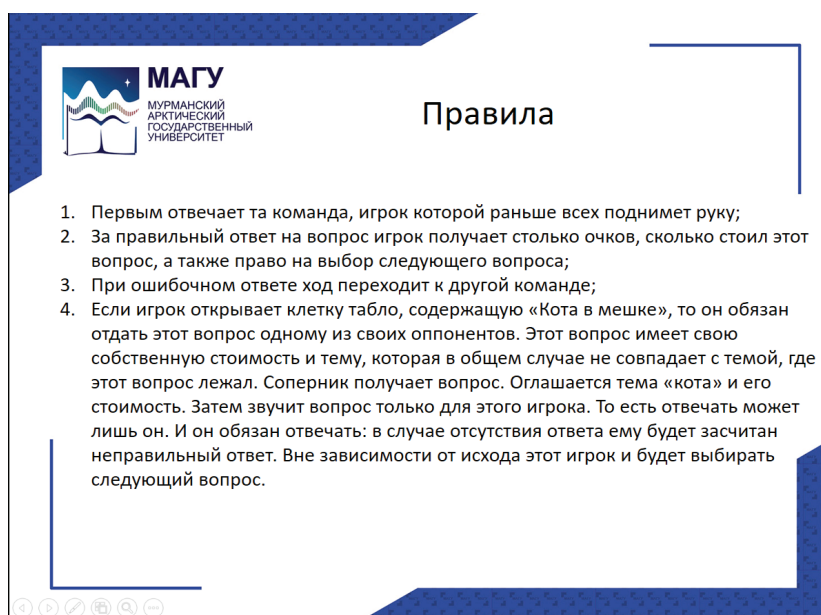 МАГУ
МУРМАНСКИЙ
АРКТИЧЕСКИЙ
ГОСУДАРСТВЕННЫЙ
УНИВЕРСИТЕТ
Правила
1. Первым отвечает та команда, игрок которой раньше всех поднимет руку;
2. За правильный ответ на вопрос игрок получает столько очков, сколько стоил этот
вопрос, а также право на выбор следующего вопроса;
3. При ошибочном ответе ход переходит к другой команде;
4. Если игрок открывает клетку табло, содержащую «Кота в мешке», то он обязан
отдать этот вопрос одному из своих оппонентов. Этот вопрос имеет свою
собственную стоимость и тему, которая в общем случае не совпадает с темой, где
этот вопрос лежал. Соперник получает вопрос. Оглашается тема «кота» и его
стоимость. Затем звучит вопрос только для этого игрока. То есть отвечать может
лишь он. И он обязан отвечать: в случае отсутствия ответа ему будет засчитан
неправильный ответ. Вне зависимости от исхода этот игрок и будет выбирать
следующий вопрос.